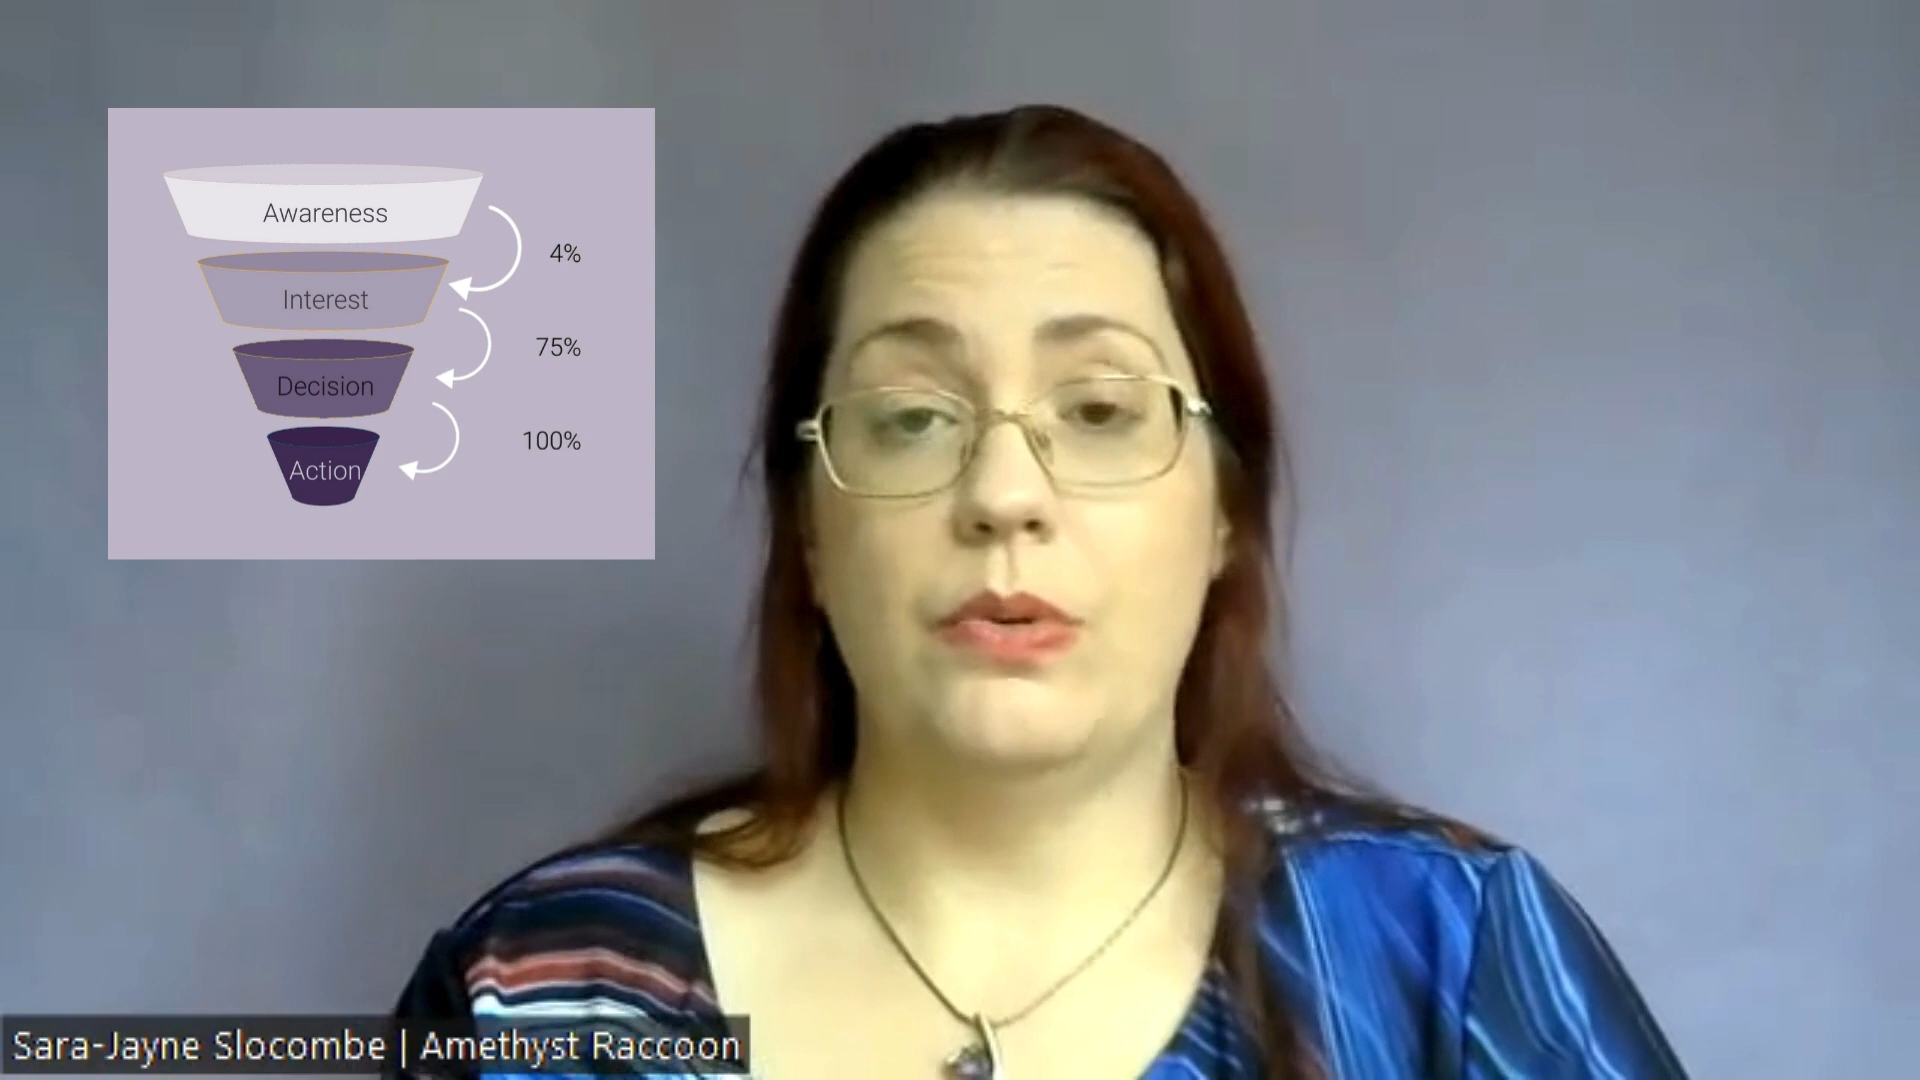 Awareness
4%
Interest
75%
Decision
100%
Action
Sara-Jayne Slocombe | Amethyst Raccoon